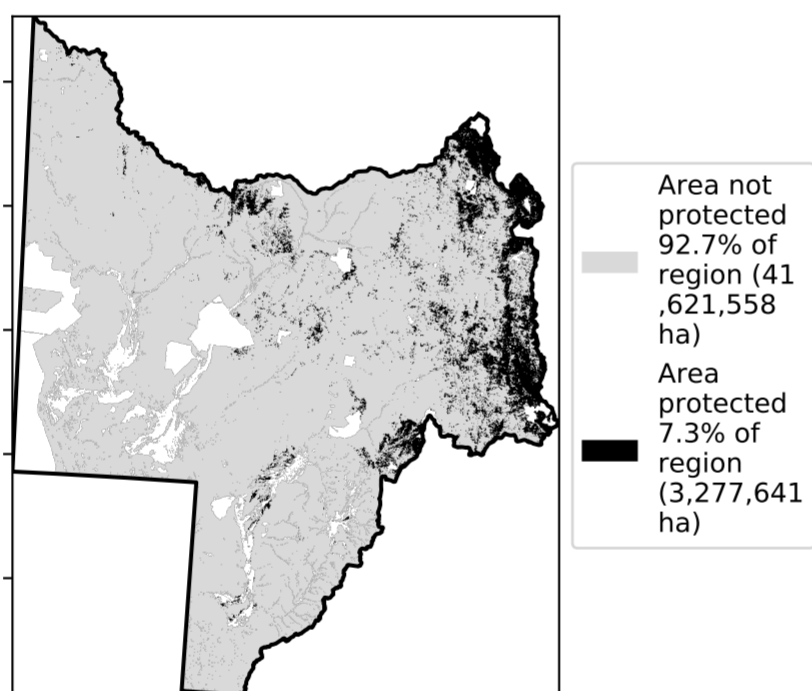 Area not
protected
92.7% of
region (41
,621,558
ha)
Area
protected
7.3% of
region
(3,277,641
ha)